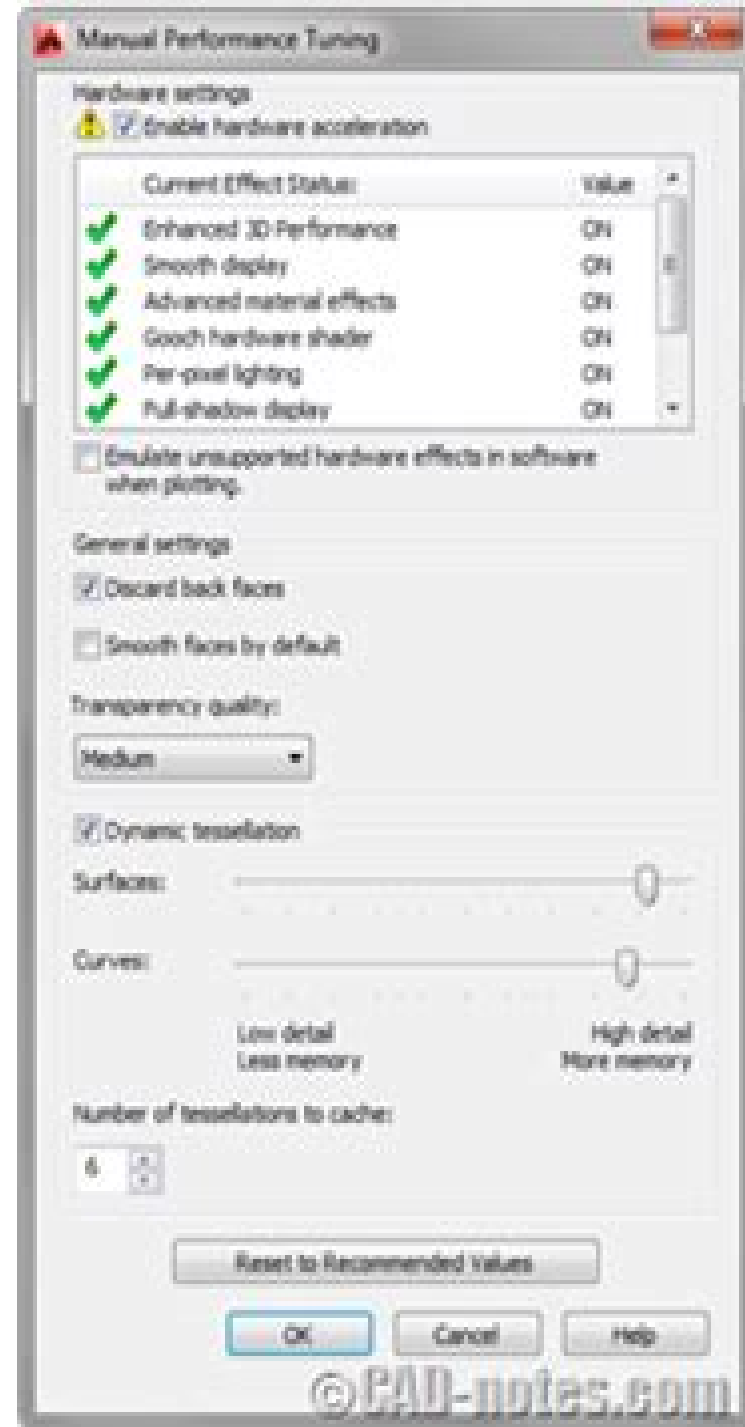 Manual Performance Tuning
Hardware settings
Enable hardware acceleration
Current Effect Status: Value
Enhanced 3D Performance ON
Smooth display ON
Advanced material effects ON
Gooch hardware shader ON
Per-pixel lighting ON
Full-shadow display ON
Emulate unsupported hardware effects in software
when plotting.
General settings
Discard back faces
Smooth faces by default
Transparency quality:
Medium
Dynamic tessellation
Surfaces:
Curves:
Low detail High detail
Less memory More memory
Number of tessellations to cache:
6
Reset to Recommended Values
OK Cancel Help
©CAD-notes.com